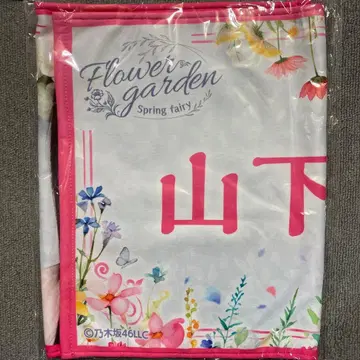 Flower
garden
Spring fairy
山下
©乃木坂46LLC